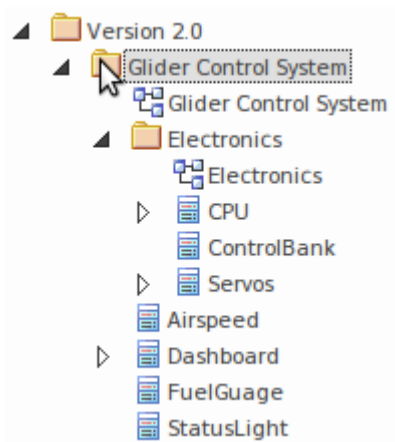 Version 2.0
Glider Control System
Glider Control System
Electronics
Electronics
CPU
ControlBank
Servos
Airspeed
Dashboard
FuelGuage
StatusLight